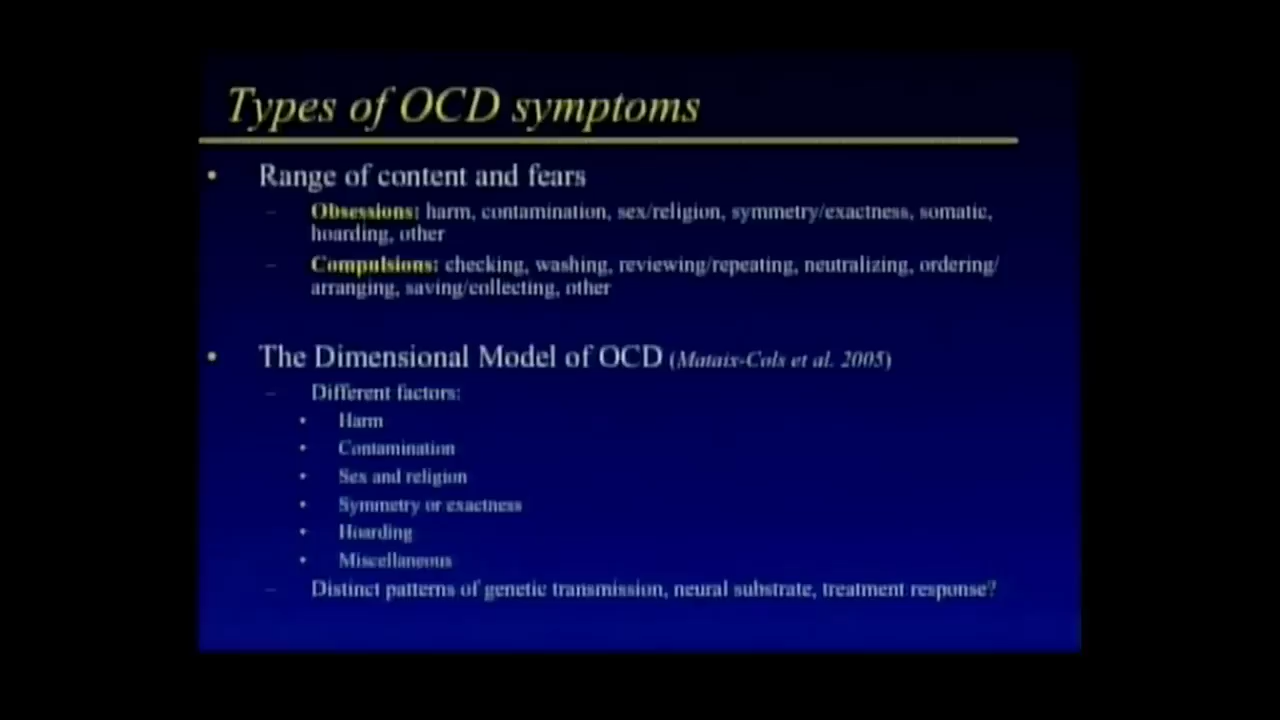 Types of OCD symptoms
• Range of content and fears
– Obsessions: harm, contamination, sex/religion, symmetry/exactness, somatic,
hoarding, other
– Compulsions: checking, washing, reviewing/repeating, neutralizing, ordering/
arranging, saving/collecting, other
• The Dimensional Model of OCD (Mataix-Cols et al. 2005)
– Different factors:
• Harm
• Contamination
• Sex and religion
• Symmetry or exactness
• Hoarding
• Miscellaneous
– Distinct patterns of genetic transmission, neural substrate, treatment response?